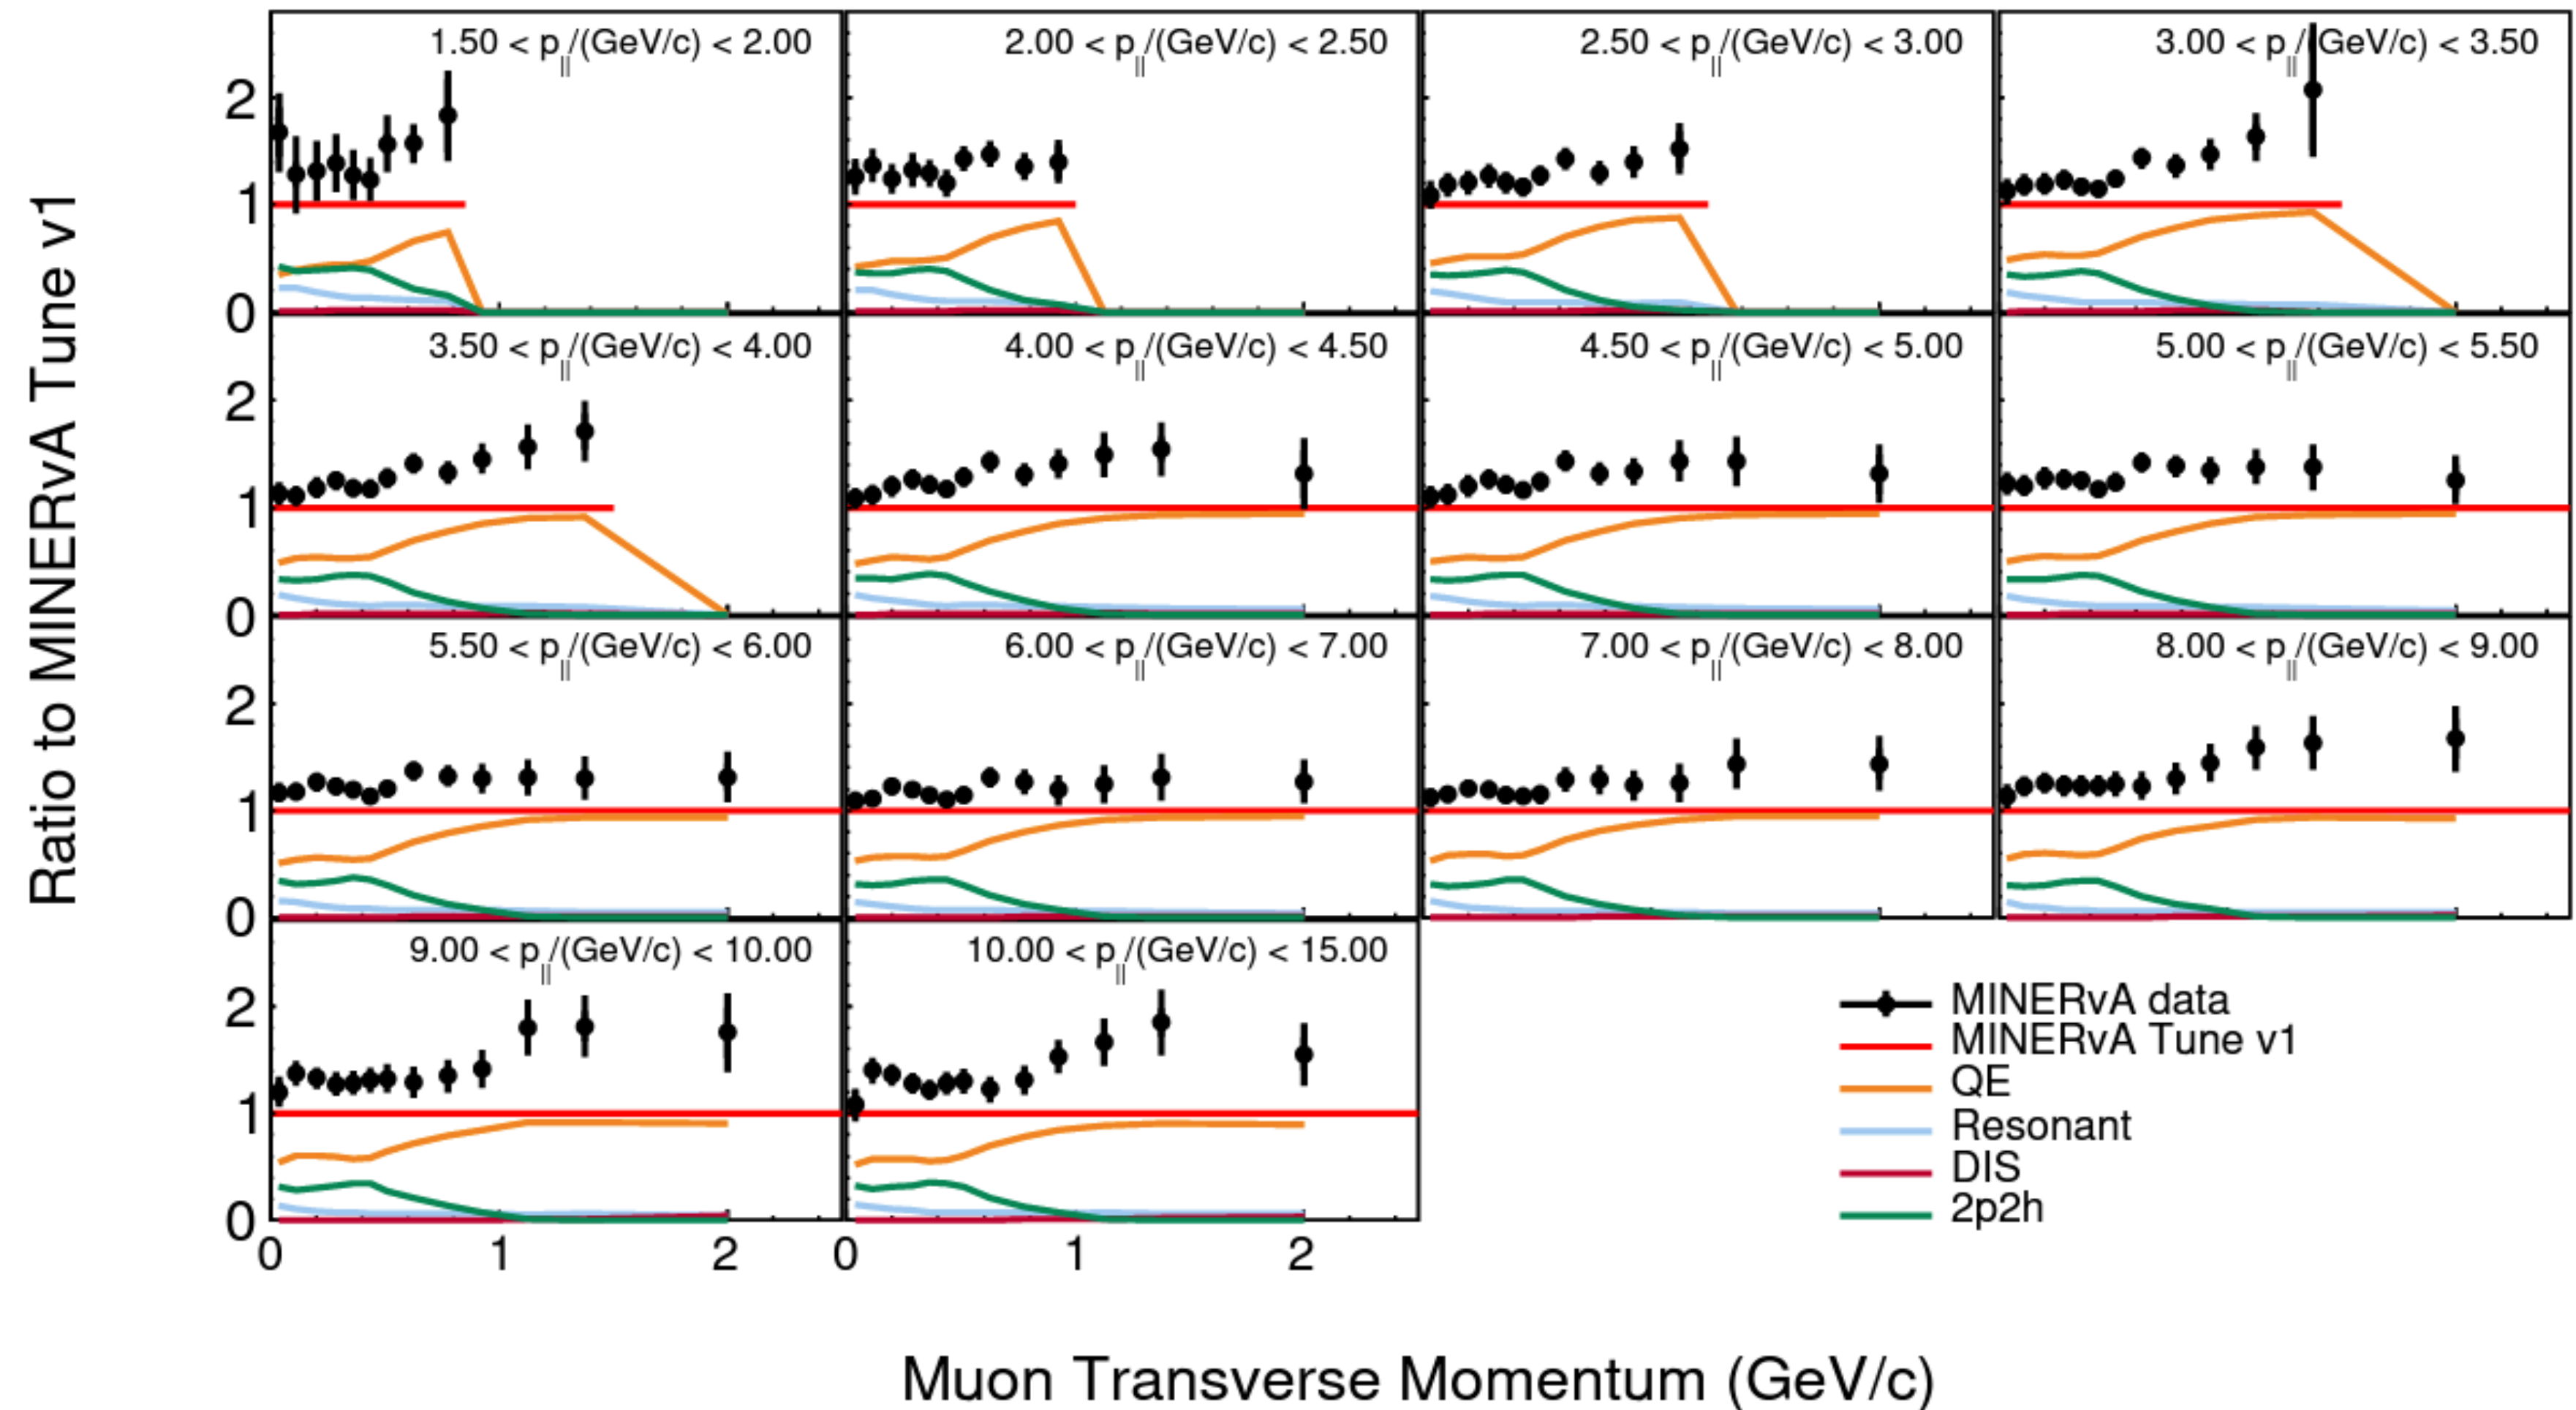 Ratio to MINERvA Tune v1
1.50 < p||/(GeV/c) < 2.00
2.00 < p||/(GeV/c) < 2.50
2.50 < p||/(GeV/c) < 3.00
3.00 < p||/(GeV/c) < 3.50
2
1
0
3.50 < p||/(GeV/c) < 4.00
4.00 < p||/(GeV/c) < 4.50
4.50 < p||/(GeV/c) < 5.00
5.00 < p||/(GeV/c) < 5.50
2
1
0
5.50 < p||/(GeV/c) < 6.00
6.00 < p||/(GeV/c) < 7.00
7.00 < p||/(GeV/c) < 8.00
8.00 < p||/(GeV/c) < 9.00
2
1
0
9.00 < p||/(GeV/c) < 10.00
10.00 < p||/(GeV/c) < 15.00
2
1
0
0 1 2
0 1 2
MINERvA data
MINERvA Tune v1
QE
Resonant
DIS
2p2h
Muon Transverse Momentum (GeV/c)